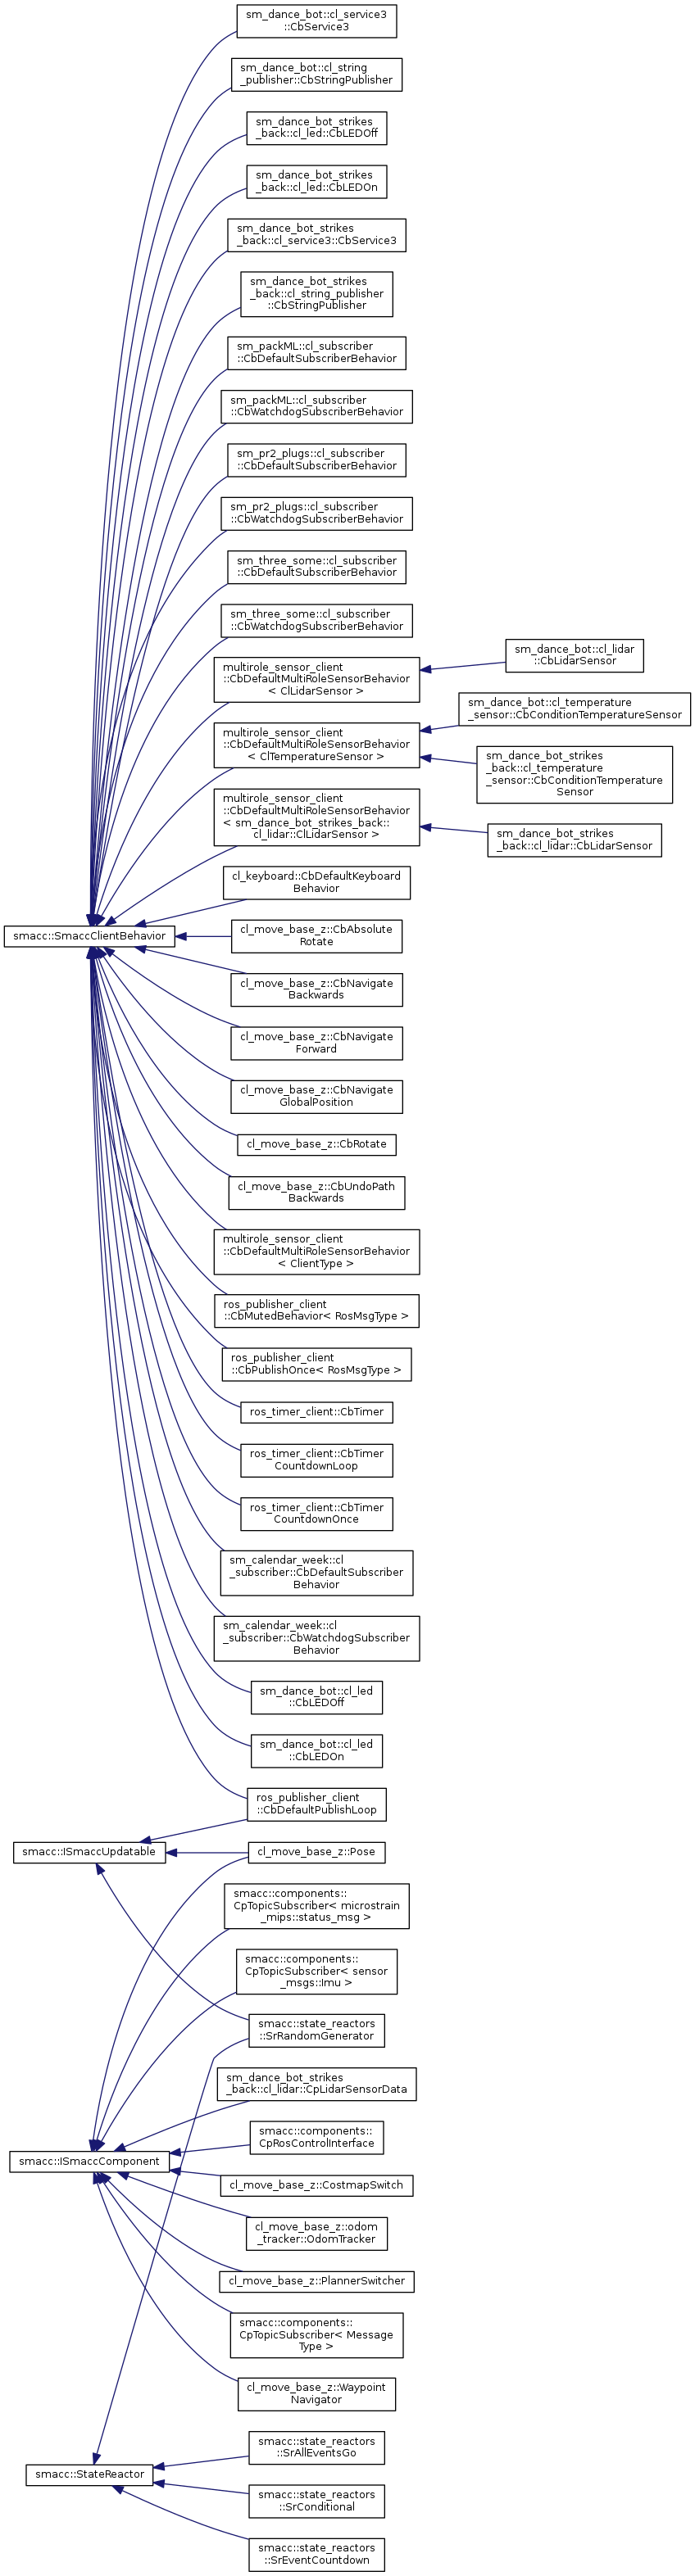 sm_dance_bot::cl_service3
::CbService3
sm_dance_bot::cl_string
_publisher::CbStringPublisher
sm_dance_bot_strikes
_back::cl_led::CbLEDOff
sm_dance_bot_strikes
_back::cl_led::CbLEDOn
sm_dance_bot_strikes
_back::cl_service3::CbService3
sm_dance_bot_strikes
_back::cl_string_publisher
::CbStringPublisher
sm_packML::cl_subscriber
::CbDefaultSubscriberBehavior
sm_packML::cl_subscriber
::CbWatchdogSubscriberBehavior
sm_pr2_plugs::cl_subscriber
::CbDefaultSubscriberBehavior
sm_pr2_plugs::cl_subscriber
::CbWatchdogSubscriberBehavior
sm_three_some::cl_subscriber
::CbDefaultSubscriberBehavior
sm_three_some::cl_subscriber
::CbWatchdogSubscriberBehavior
multirole_sensor_client
::CbDefaultMultiRoleSensorBehavior
< ClLidarSensor >
sm_dance_bot::cl_lidar
::CbLidarSensor
multirole_sensor_client
::CbDefaultMultiRoleSensorBehavior
< ClTemperatureSensor >
sm_dance_bot::cl_temperature
_sensor::CbConditionTemperatureSensor
sm_dance_bot_strikes
_back::cl_temperature
_sensor::CbConditionTemperature
Sensor
multirole_sensor_client
::CbDefaultMultiRoleSensorBehavior
< sm_dance_bot_strikes_back::
cl_lidar::ClLidarSensor >
sm_dance_bot_strikes
_back::cl_lidar::CbLidarSensor
cl_keyboard::CbDefaultKeyboard
Behavior
smacc::SmaccClientBehavior
cl_move_base_z::CbAbsolute
Rotate
cl_move_base_z::CbNavigate
Backwards
cl_move_base_z::CbNavigate
Forward
cl_move_base_z::CbNavigate
GlobalPosition
cl_move_base_z::CbRotate
cl_move_base_z::CbUndoPath
Backwards
multirole_sensor_client
::CbDefaultMultiRoleSensorBehavior
< ClientType >
ros_publisher_client
::CbMutedBehavior< RosMsgType >
ros_publisher_client
::CbPublishOnce< RosMsgType >
ros_timer_client::CbTimer
ros_timer_client::CbTimer
CountdownLoop
ros_timer_client::CbTimer
CountdownOnce
sm_calendar_week::cl
_subscriber::CbDefaultSubscriber
Behavior
sm_calendar_week::cl
_subscriber::CbWatchdogSubscriber
Behavior
sm_dance_bot::cl_led
::CbLEDOff
sm_dance_bot::cl_led
::CbLEDOn
ros_publisher_client
::CbDefaultPublishLoop
smacc::ISmaccUpdatable
cl_move_base_z::Pose
smacc::components::
CpTopicSubscriber< microstrain
_mips::status_msg >
smacc::components::
CpTopicSubscriber< sensor
_msgs::Imu >
smacc::state_reactors
::SrRandomGenerator
sm_dance_bot_strikes
_back::cl_lidar::CpLidarSensorData
smacc::components::
CpRosControlInterface
smacc::ISmaccComponent
cl_move_base_z::CostmapSwitch
cl_move_base_z::odom
_tracker::OdomTracker
cl_move_base_z::PlannerSwitcher
smacc::components::
CpTopicSubscriber< Message
Type >
cl_move_base_z::Waypoint
Navigator
smacc::state_reactors
::SrAllEventsGo
smacc::StateReactor
smacc::state_reactors
::SrConditional
smacc::state_reactors
::SrEventCountdown